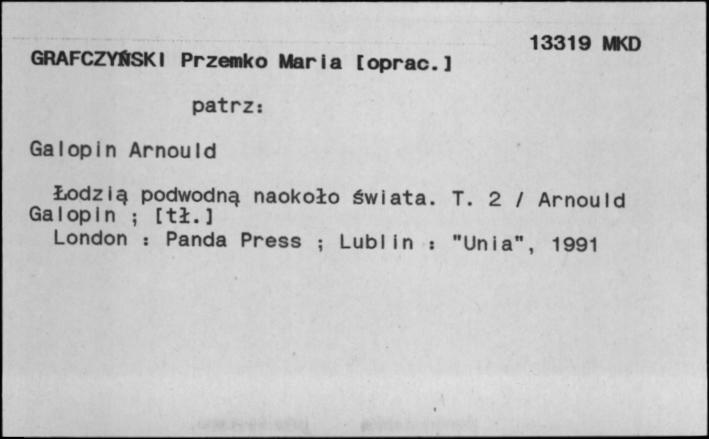 13319 MKD
GRAFCZYŃSKI Przemko Maria [oprac.]
patrz:
Galopin Arnould
Łodzią podwodną naokoło świata. T. 2 / Arnould
Galopin ; [tł.]
London : Panda Press ; Lublin : "Unia", 1991